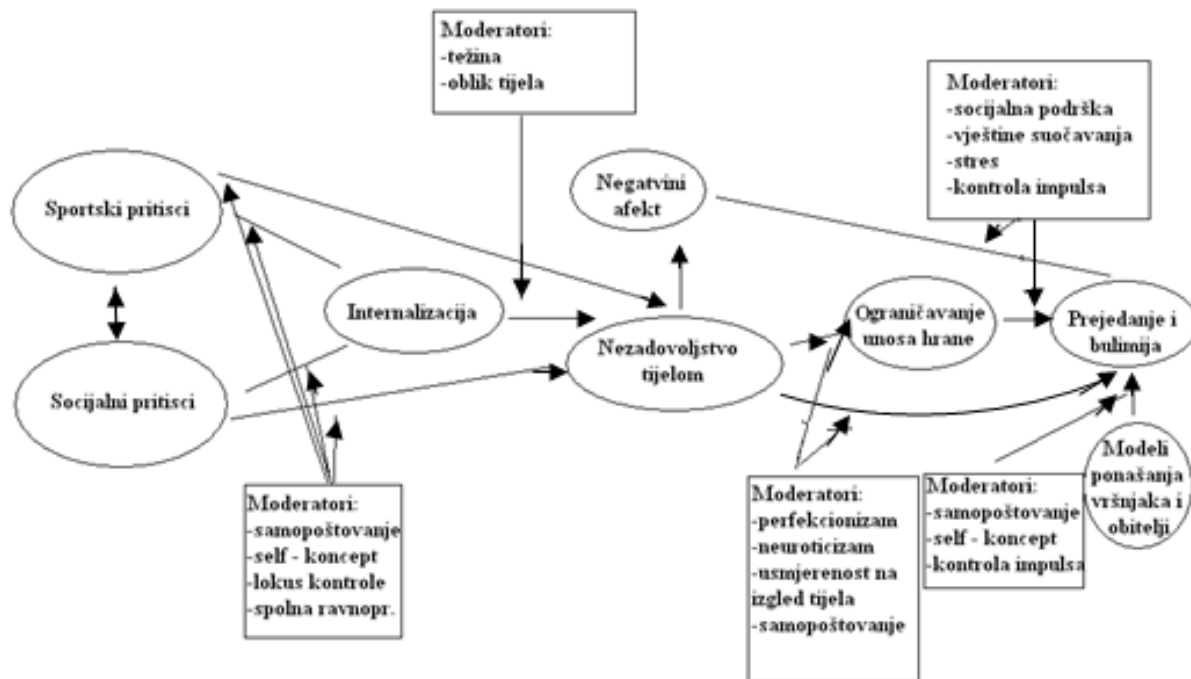 Moderatori:
-težina
-oblik tijela
Moderatori:
-socijalna podrška
-vještine suočavanja
-stres
-kontrola impulsa
Sportski pritisci
Negatvini
afekt
Internalizacija
Ograničavanje
unosa hrane
Prejedanje i
bulimija
Nezadovoljstvo
tijelom
Socijalni pritisci
Modeli
ponašanja
vršnjaka i
obitelji
Moderatori:
-samopoštovanje
-self - koncept
-lokus kontrole
-spolna ravnopr.
Moderatori:
-perfekcionizam
-neuroticizam
-usmjerenost na
izgled tijela
-samopoštovanje
Moderatori:
-samopoštovanje
-self - koncept
-kontrola impulsa